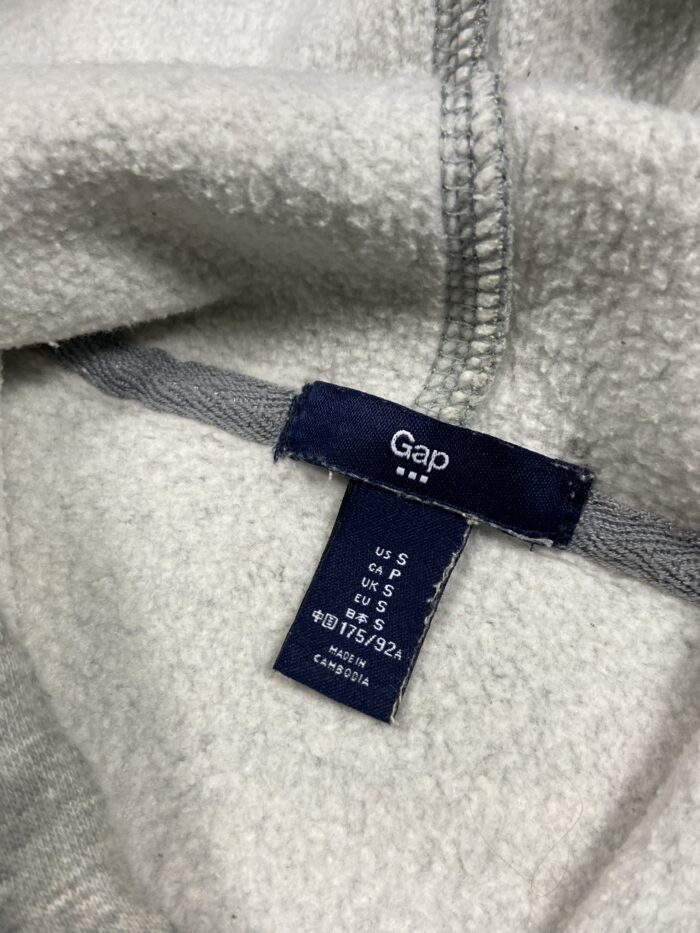 Gap
US S
CA P
UK S
EU S
日本 S
中国 175/92A
MADE IN
CAMBODIA